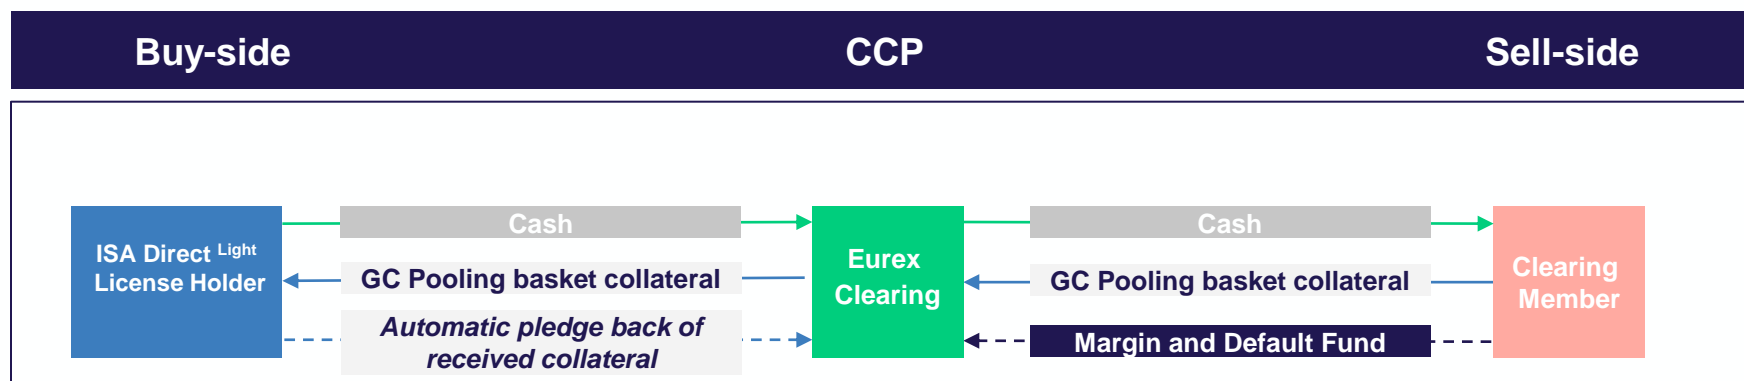 Buy-side
CCP
Sell-side
ISA Direct Light
License Holder
Cash
GC Pooling basket collateral
Automatic pledge back of
received collateral
Eurex
Clearing
Cash
GC Pooling basket collateral
Margin and Default Fund
Clearing
Member